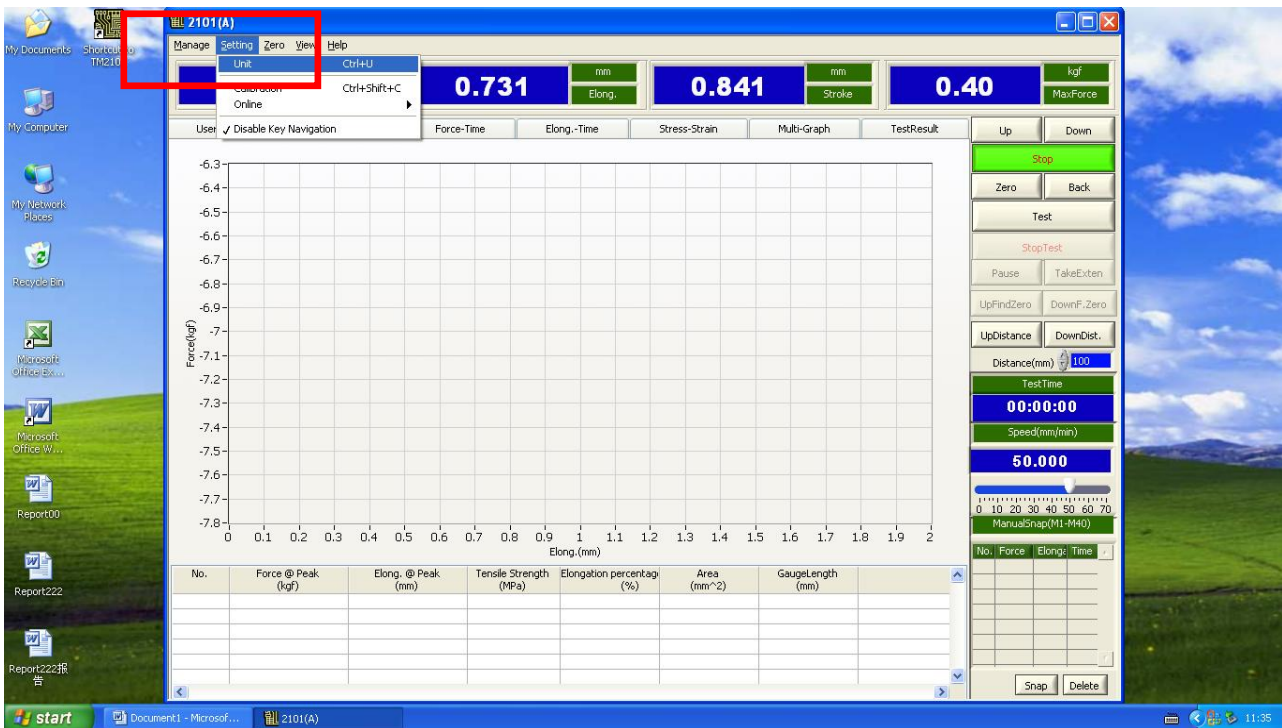 My Documents
Shortcut to
TM210
My Computer
My Network
Places
Recycle Bin
Microsoft
Office Ex...
Microsoft
Office W...
Report00
Report222
Report222报
告
2101(A)
Manage Setting Zero View Help
Unit Ctrl+U
Calibration Ctrl+Shift+C
Online
Disable Key Navigation
0.731 mm Elong.
0.841 mm Stroke
0.40 kgf MaxForce
User Force-Time Elong.-Time Stress-Strain Multi-Graph TestResult
Force(kgf)
-6.3
-6.4
-6.5
-6.6
-6.7
-6.8
-6.9
-7
-7.1
-7.2
-7.3
-7.4
-7.5
-7.6
-7.7
-7.8
0 0.1 0.2 0.3 0.4 0.5 0.6 0.7 0.8 0.9 1 1.1 1.2 1.3 1.4 1.5 1.6 1.7 1.8 1.9 2
Elong.(mm)
No. Force @ Peak Elong. @ Peak Tensile Strength Elongation percentag Area GaugeLength
(kgf) (mm) (MPa) (%) (mm^2) (mm)
Up Down
Stop
Zero Back
Test
StopTest
Pause TakeExten
UpFindZero DownF.Zero
UpDistance DownDist.
Distance(mm) 100
TestTime
00:00:00
Speed(mm/min)
50.000
0 10 20 30 40 50 60 70
ManualSnap(M1-M40)
No. Force Elonga Time
Snap Delete
start Document1 - Microsof... 2101(A) 11:35